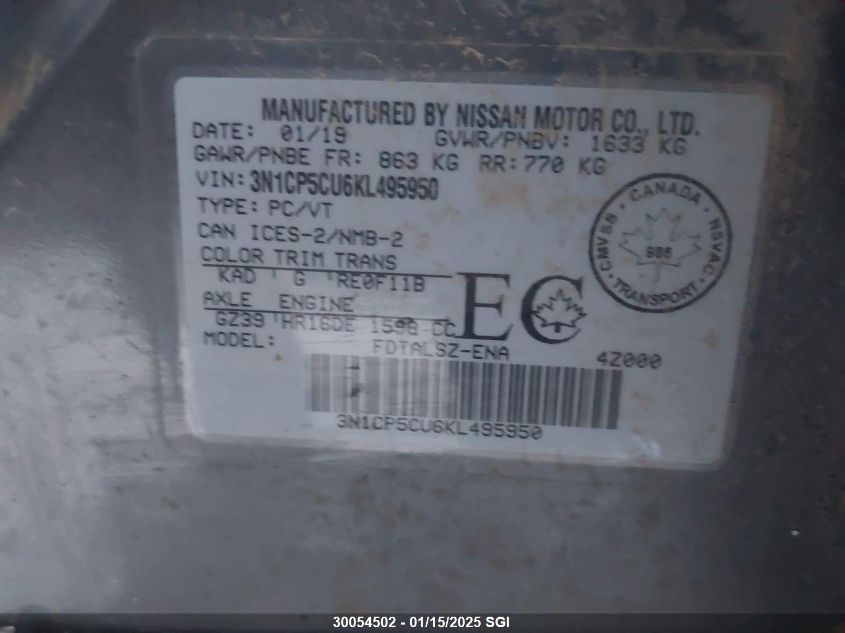 MANUFACTURED BY NISSAN MOTOR CO., LTD.
DATE: 01/19 GVWR/PNBV: 1633 KG
GAWR/PNBE FR: 863 KG RR: 770 KG
VIN: 3N1CP5CU6KL495950
TYPE: PC/VT
CAN ICES-2/NMB-2
COLOR TRIM TRANS
KAD G RE0F11B
AXLE ENGINE
GZ39 HR16DE 1598 CC
MODEL: FDTALSZ-ENA 4Z000
EC
CANADA
CMVSS NSVAC
986
TRANSPORT
3N1CP5CU6KL495950
30054502 - 01/15/2025 SGI